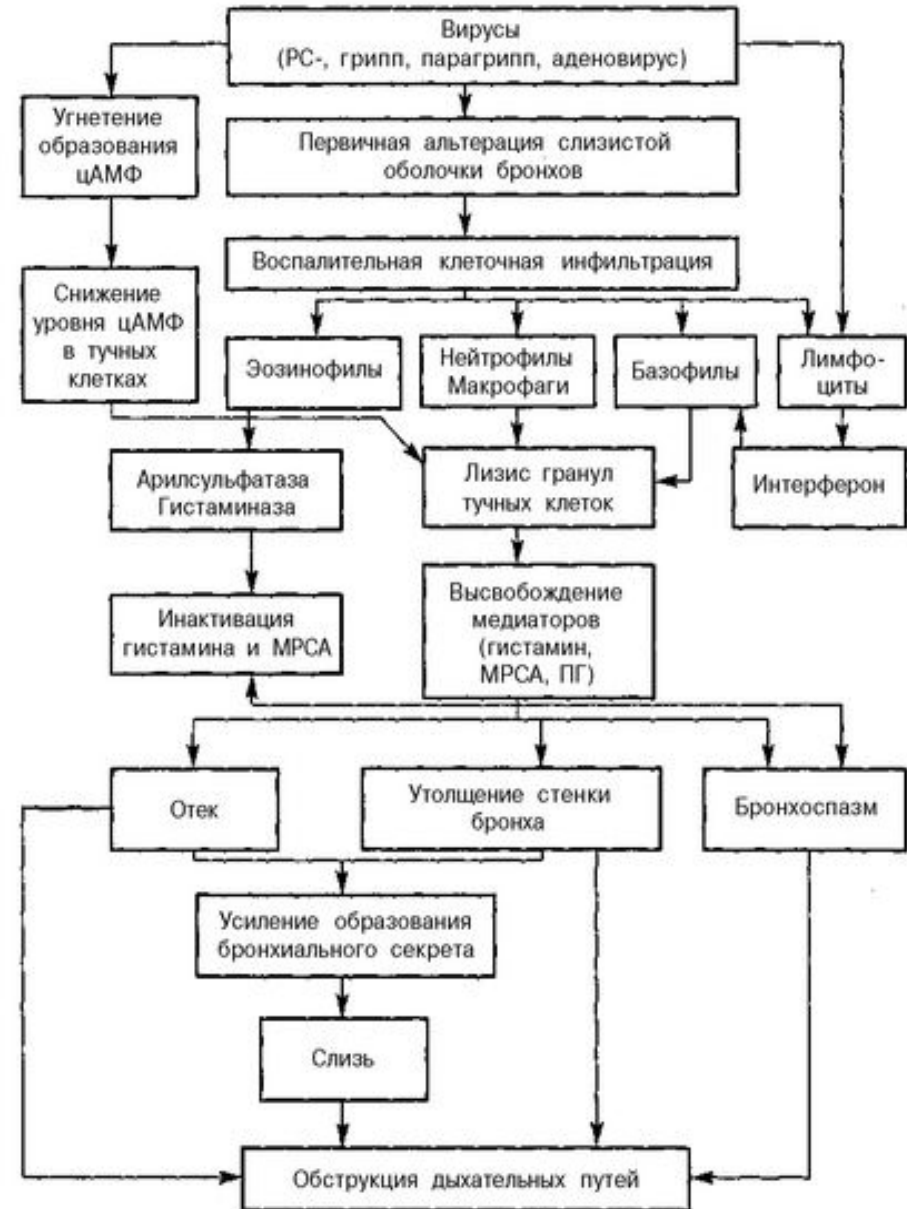 Вирусы
(РС-, грипп, парагрипп, аденовирус)
Угнетение
образования
цАМФ
Первичная альтерация слизистой
оболочки бронхов
Воспалительная клеточная инфильтрация
Снижение
уровня цАМФ
в тучных
клетках
Эозинофилы
Нейтрофилы
Макрофаги
Базофилы
Лимфо-
циты
Арилсульфатаза
Гистаминаза
Лизис гранул
тучных клеток
Интерферон
Инактивация
гистамина и МРСА
Высвобождение
медиаторов
(гистамин,
МРСА, ПГ)
Отек
Утолщение стенки
бронха
Бронхоспазм
Усиление образования
бронхиального секрета
Слизь
Обструкция дыхательных путей